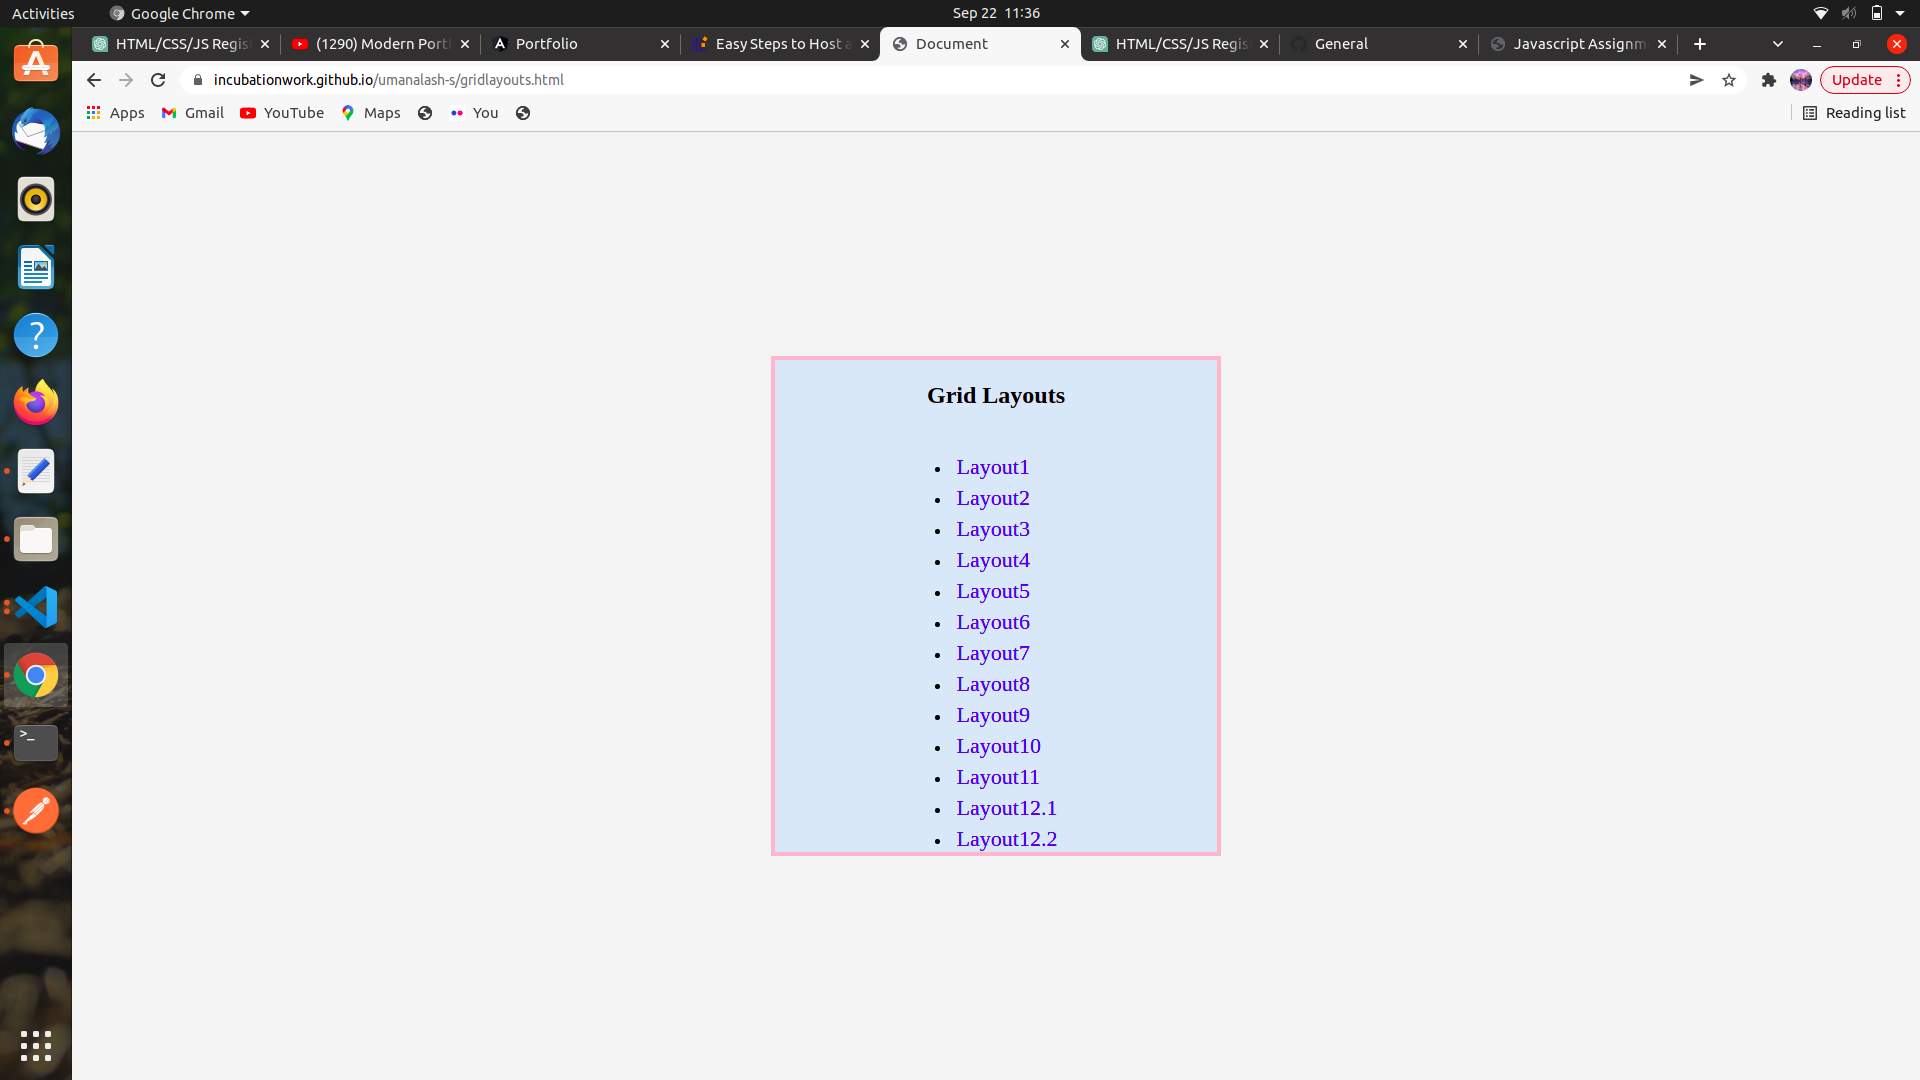 Activities
Google Chrome
Sep 22 11:36
HTML/CSS/JS Regis
(1290) Modern Port
Portfolio
Easy Steps to Host a
Document
HTML/CSS/JS Regis
General
Javascript Assignm
incubationwork.github.io/umanalash-s/gridlayouts.html
Update
Apps
Gmail
YouTube
Maps
You
Reading list
Grid Layouts
Layout1
Layout2
Layout3
Layout4
Layout5
Layout6
Layout7
Layout8
Layout9
Layout10
Layout11
Layout12.1
Layout12.2